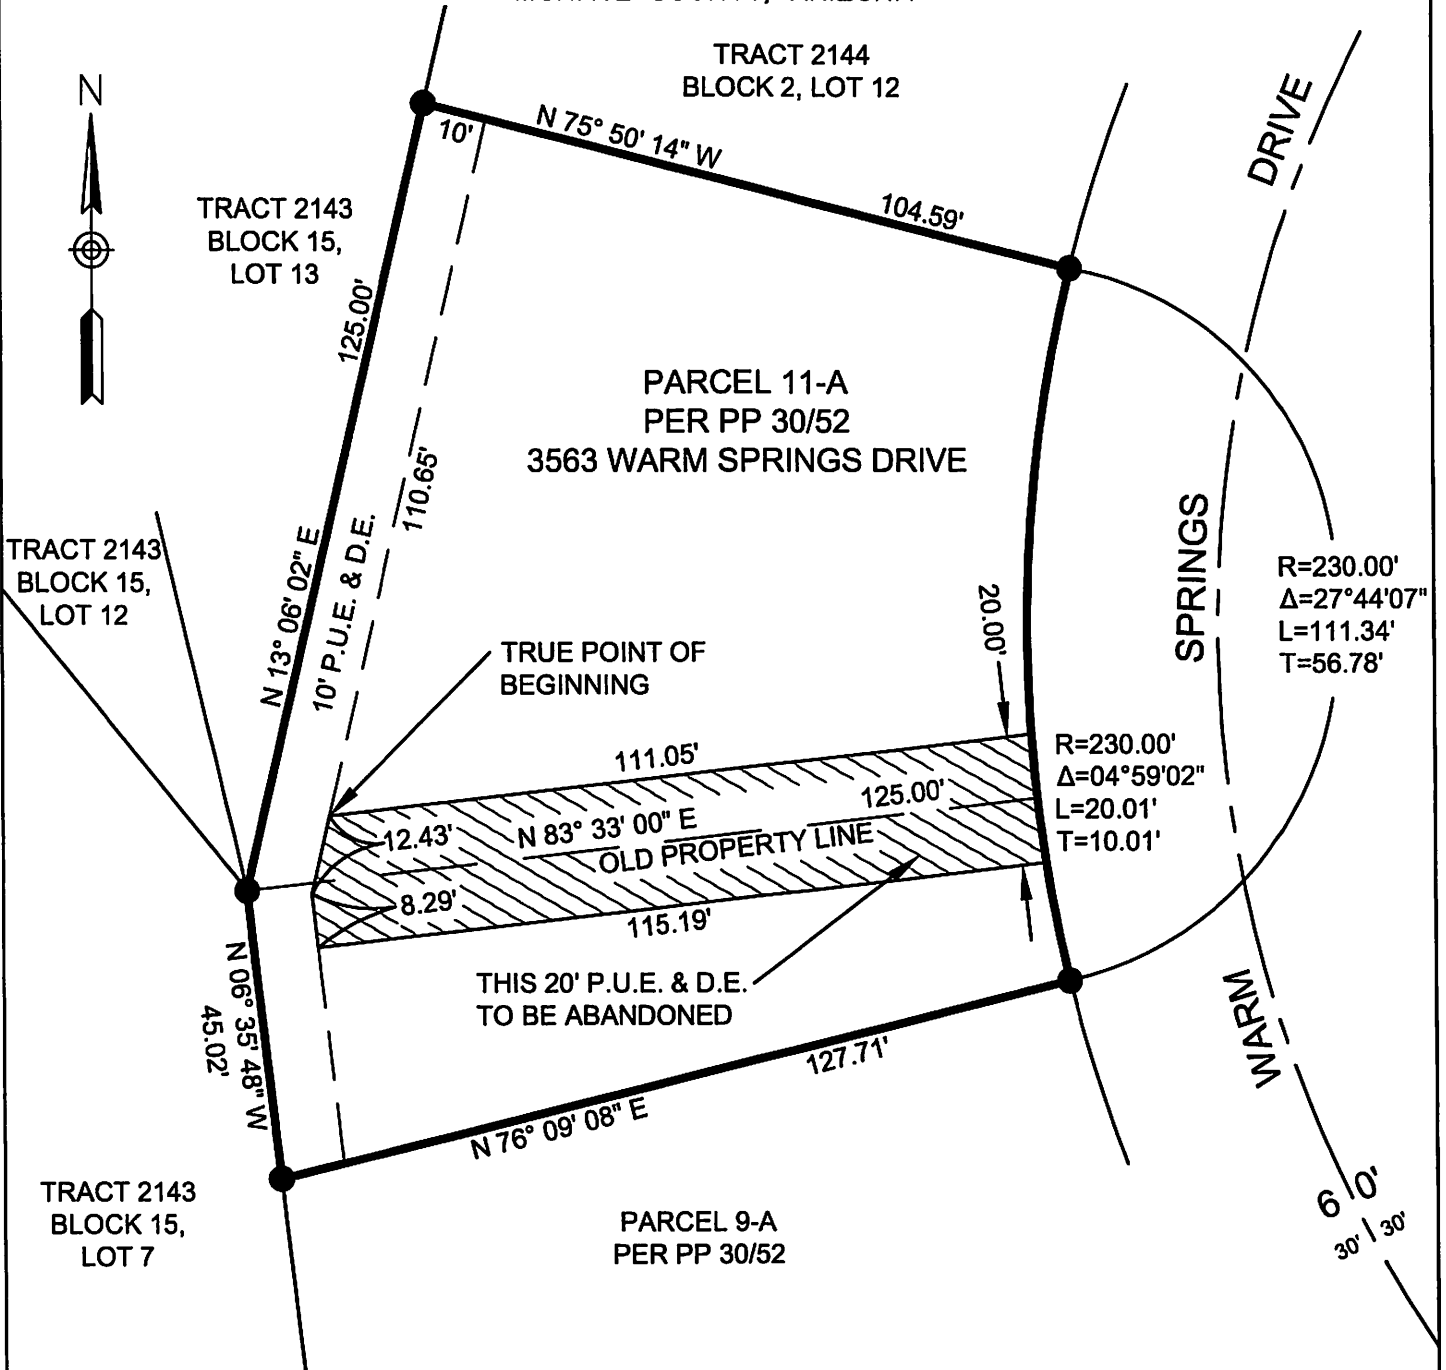 TRACT 2144
BLOCK 2, LOT 12
N
DRIVE
10'
N 75° 50' 14" W
104.59'
TRACT 2143
BLOCK 15,
LOT 13
125.00'
PARCEL 11-A
PER PP 30/52
3563 WARM SPRINGS DRIVE
110.65'
N 13° 06' 02" E
10' P.U.E. & D.E.
TRACT 2143
BLOCK 15,
LOT 12
SPRINGS
R=230.00'
Δ=27°44'07"
L=111.34'
T=56.78'
20.00'
TRUE POINT OF
BEGINNING
111.05'
R=230.00'
Δ=04°59'02"
L=20.01'
T=10.01'
125.00'
12.43'
N 83° 33' 00" E
OLD PROPERTY LINE
8.29'
115.19'
N 06° 35' 48" W
45.02'
THIS 20' P.U.E. & D.E.
TO BE ABANDONED
WARM
127.71'
N 76° 09' 08" E
TRACT 2143
BLOCK 15,
LOT 7
PARCEL 9-A
PER PP 30/52
60'
30' 30'